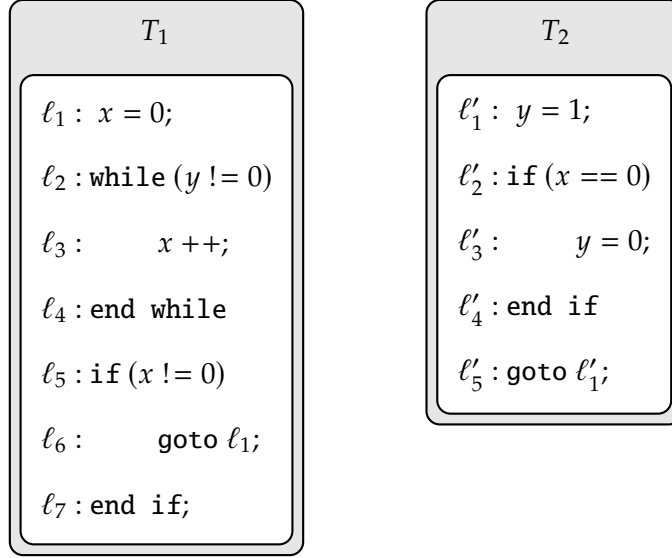 T₁
ℓ₁ : x = 0;
ℓ₂ : while (y != 0)
ℓ₃ : x ++;
ℓ₄ : end while
ℓ₅ : if (x != 0)
ℓ₆ : goto ℓ₁;
ℓ₇ : end if;
T₂
ℓ′₁ : y = 1;
ℓ′₂ : if (x == 0)
ℓ′₃ : y = 0;
ℓ′₄ : end if
ℓ′₅ : goto ℓ′₁;